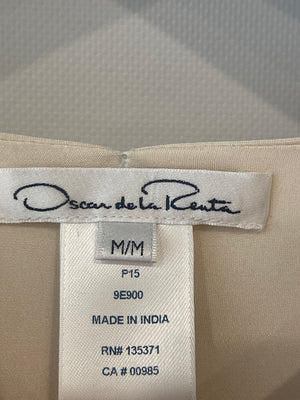 Oscar de la Renta
M/M
P15
9E900
MADE IN INDIA
RN# 135371
CA # 00985